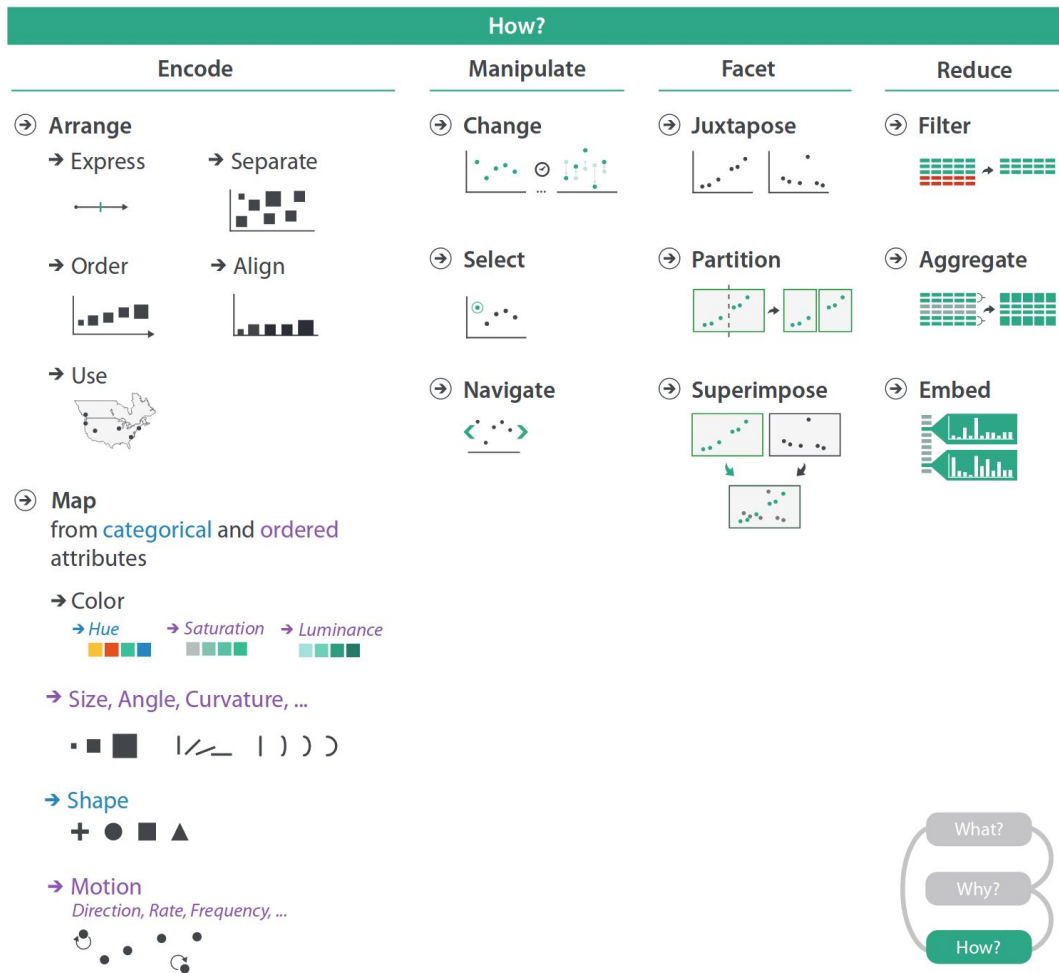 How?
Encode
Arrange
Express
Separate
Order
Align
Use
Map
from categorical and ordered
attributes
Color
Hue
Saturation
Luminance
Size, Angle, Curvature, ...
Shape
Motion
Direction, Rate, Frequency, ...
Manipulate
Change
...
Select
Navigate
Facet
Juxtapose
Partition
Superimpose
Reduce
Filter
Aggregate
Embed
What?
Why?
How?